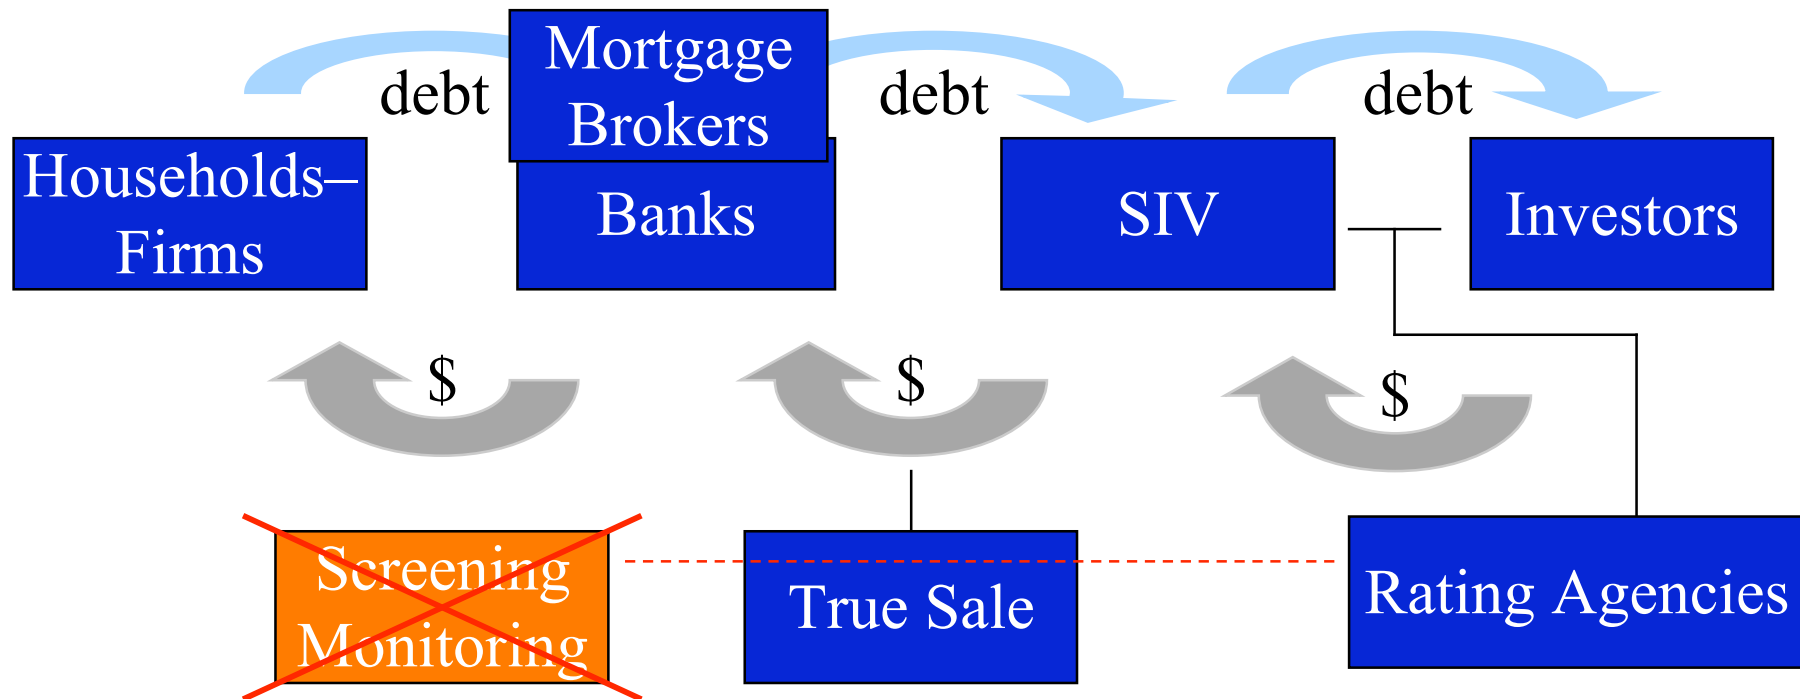 Mortgage
Brokers
debt
debt
debt
Households–
Firms
Banks
SIV
Investors
$
$
$
Screening
Monitoring
True Sale
Rating Agencies